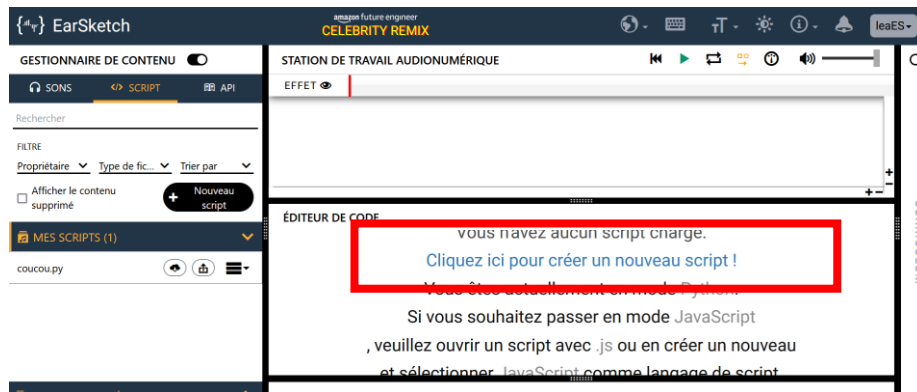 { } EarSketch
amazon future engineer
CELEBRITY REMIX
leaES
GESTIONNAIRE DE CONTENU
SONS
</> SCRIPT
API
Rechercher
FILTRE
Propriétaire
Type de fic...
Trier par
Afficher le contenu
supprimé
+ Nouveau
script
MES SCRIPTS (1)
coucou.py
STATION DE TRAVAIL AUDIONUMÉRIQUE
EFFET
ÉDITEUR DE CODE
Vous n'avez aucun script chargé.
Cliquez ici pour créer un nouveau script !
Vous êtes actuellement en mode Python.
Si vous souhaitez passer en mode JavaScript
, veuillez ouvrir un script avec .js ou en créer un nouveau
et sélectionner JavaScript comme langage de script